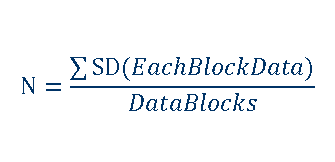 N = ∑ SD(EachBlockData)
DataBlocks